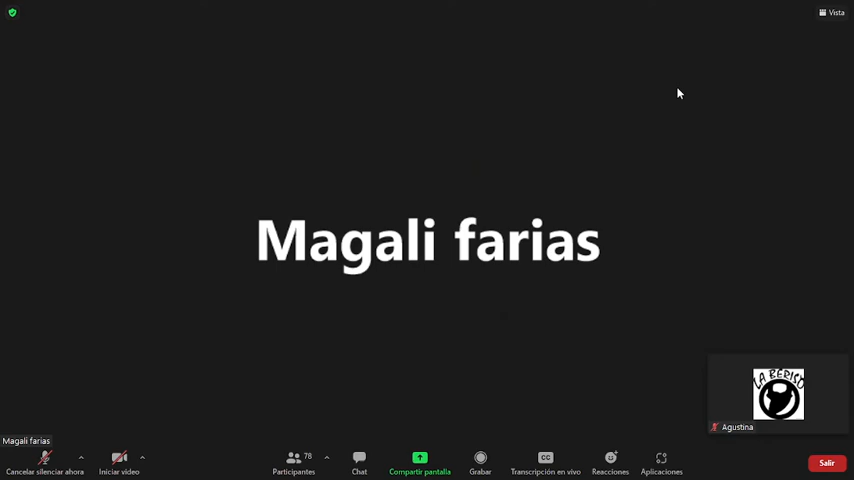 Vista
Magali farias
LA BERISO
Agustina
Magali farias
Cancelar silenciar ahora
Iniciar video
78
Participantes
Chat
Compartir pantalla
Grabar
CC
Transcripción en vivo
Reacciones
Aplicaciones
Salir